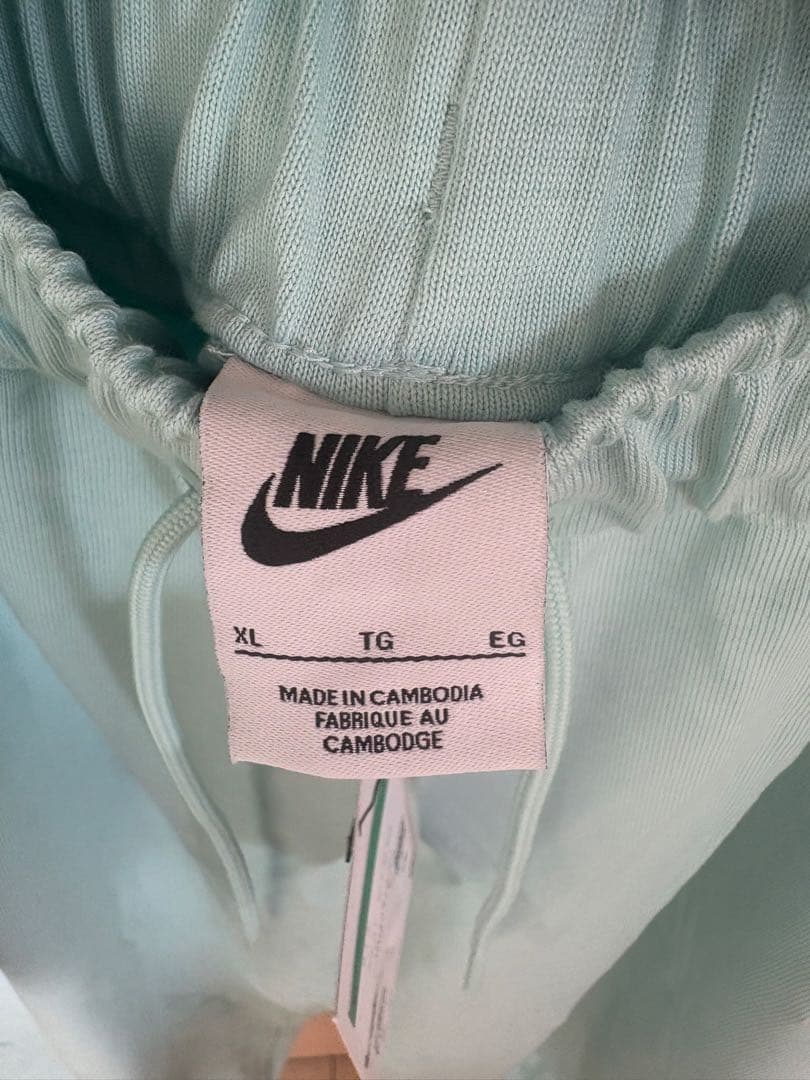 NIKE
XL TG EG
MADE IN CAMBODIA
FABRIQUE AU
CAMBODGE